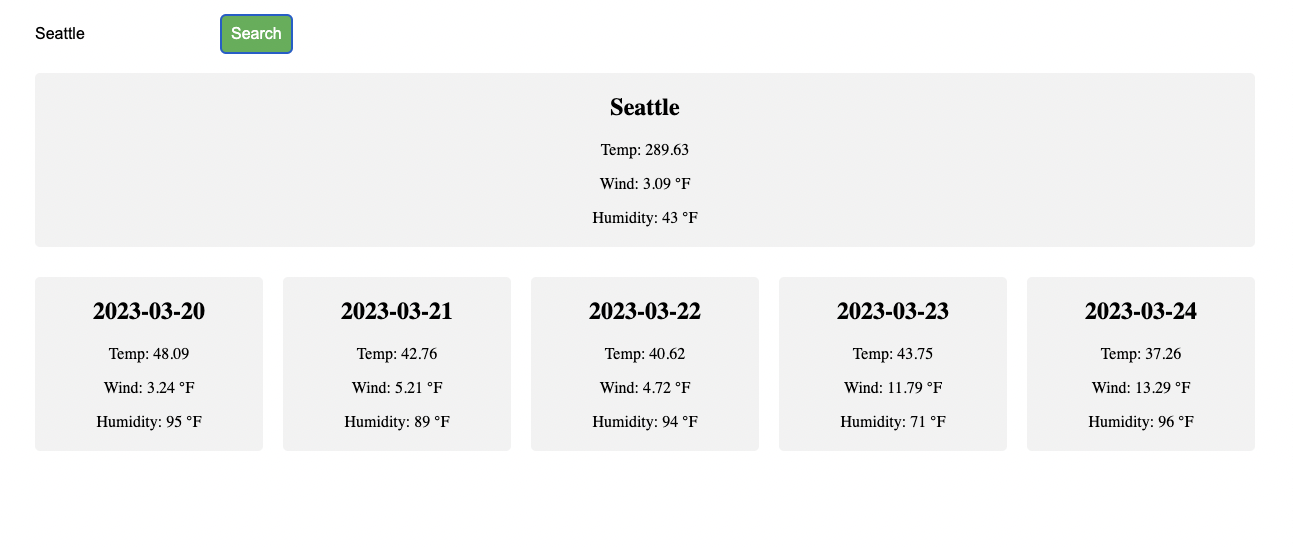 Seattle
Search
Seattle
Temp: 289.63
Wind: 3.09 °F
Humidity: 43 °F
2023-03-20
Temp: 48.09
Wind: 3.24 °F
Humidity: 95 °F
2023-03-21
Temp: 42.76
Wind: 5.21 °F
Humidity: 89 °F
2023-03-22
Temp: 40.62
Wind: 4.72 °F
Humidity: 94 °F
2023-03-23
Temp: 43.75
Wind: 11.79 °F
Humidity: 71 °F
2023-03-24
Temp: 37.26
Wind: 13.29 °F
Humidity: 96 °F